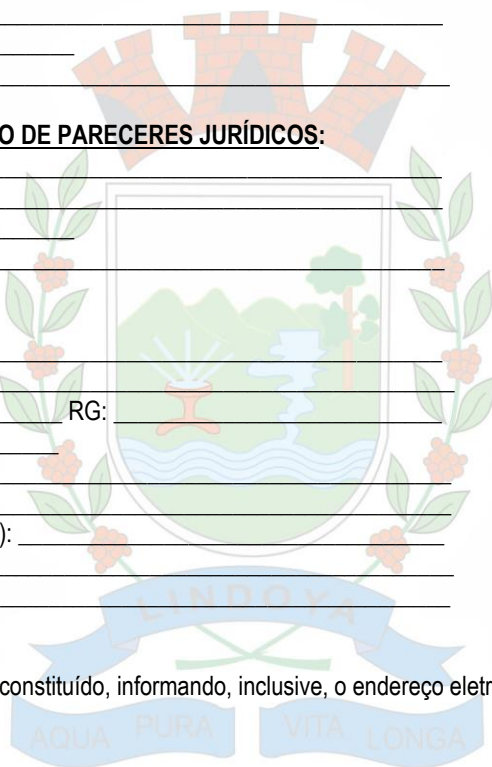 O DE PARECERES JURÍDICOS:
RG:
):
LINDOYA
constituído, informando, inclusive, o endereço eletr
AQUA PURA VITA LONGA